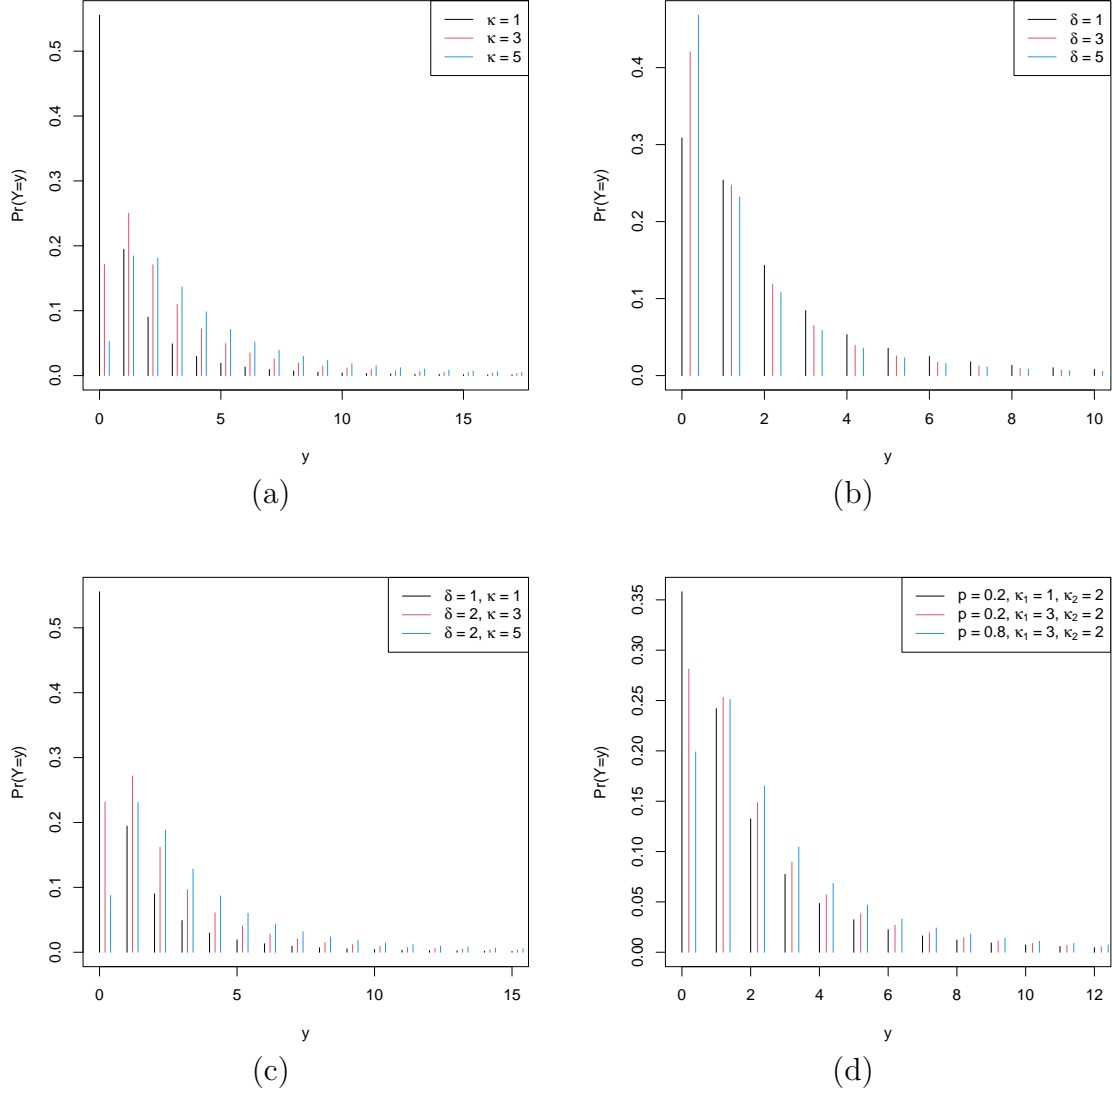 κ = 1
κ = 3
κ = 5
0.0 0.1 0.2 0.3 0.4 0.5
Pr(Y=y)
0 5 10 15
y
(a)
δ = 1
δ = 3
δ = 5
0.0 0.1 0.2 0.3 0.4
Pr(Y=y)
0 2 4 6 8 10
y
(b)
δ = 1, κ = 1
δ = 2, κ = 3
δ = 2, κ = 5
0.0 0.1 0.2 0.3 0.4 0.5
Pr(Y=y)
0 5 10 15
y
(c)
p = 0.2, κ₁ = 1, κ₂ = 2
p = 0.2, κ₁ = 3, κ₂ = 2
p = 0.8, κ₁ = 3, κ₂ = 2
0.00 0.05 0.10 0.15 0.20 0.25 0.30 0.35
Pr(Y=y)
0 2 4 6 8 10 12
y
(d)